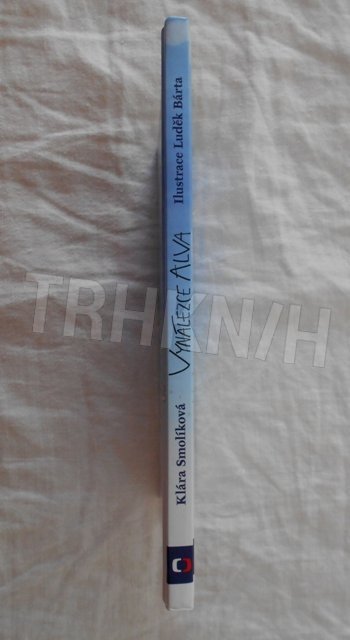 Klára Smolíková
VYNÁLEZCE ALVA
Ilustrace Luděk Bárta
TRHKNIH